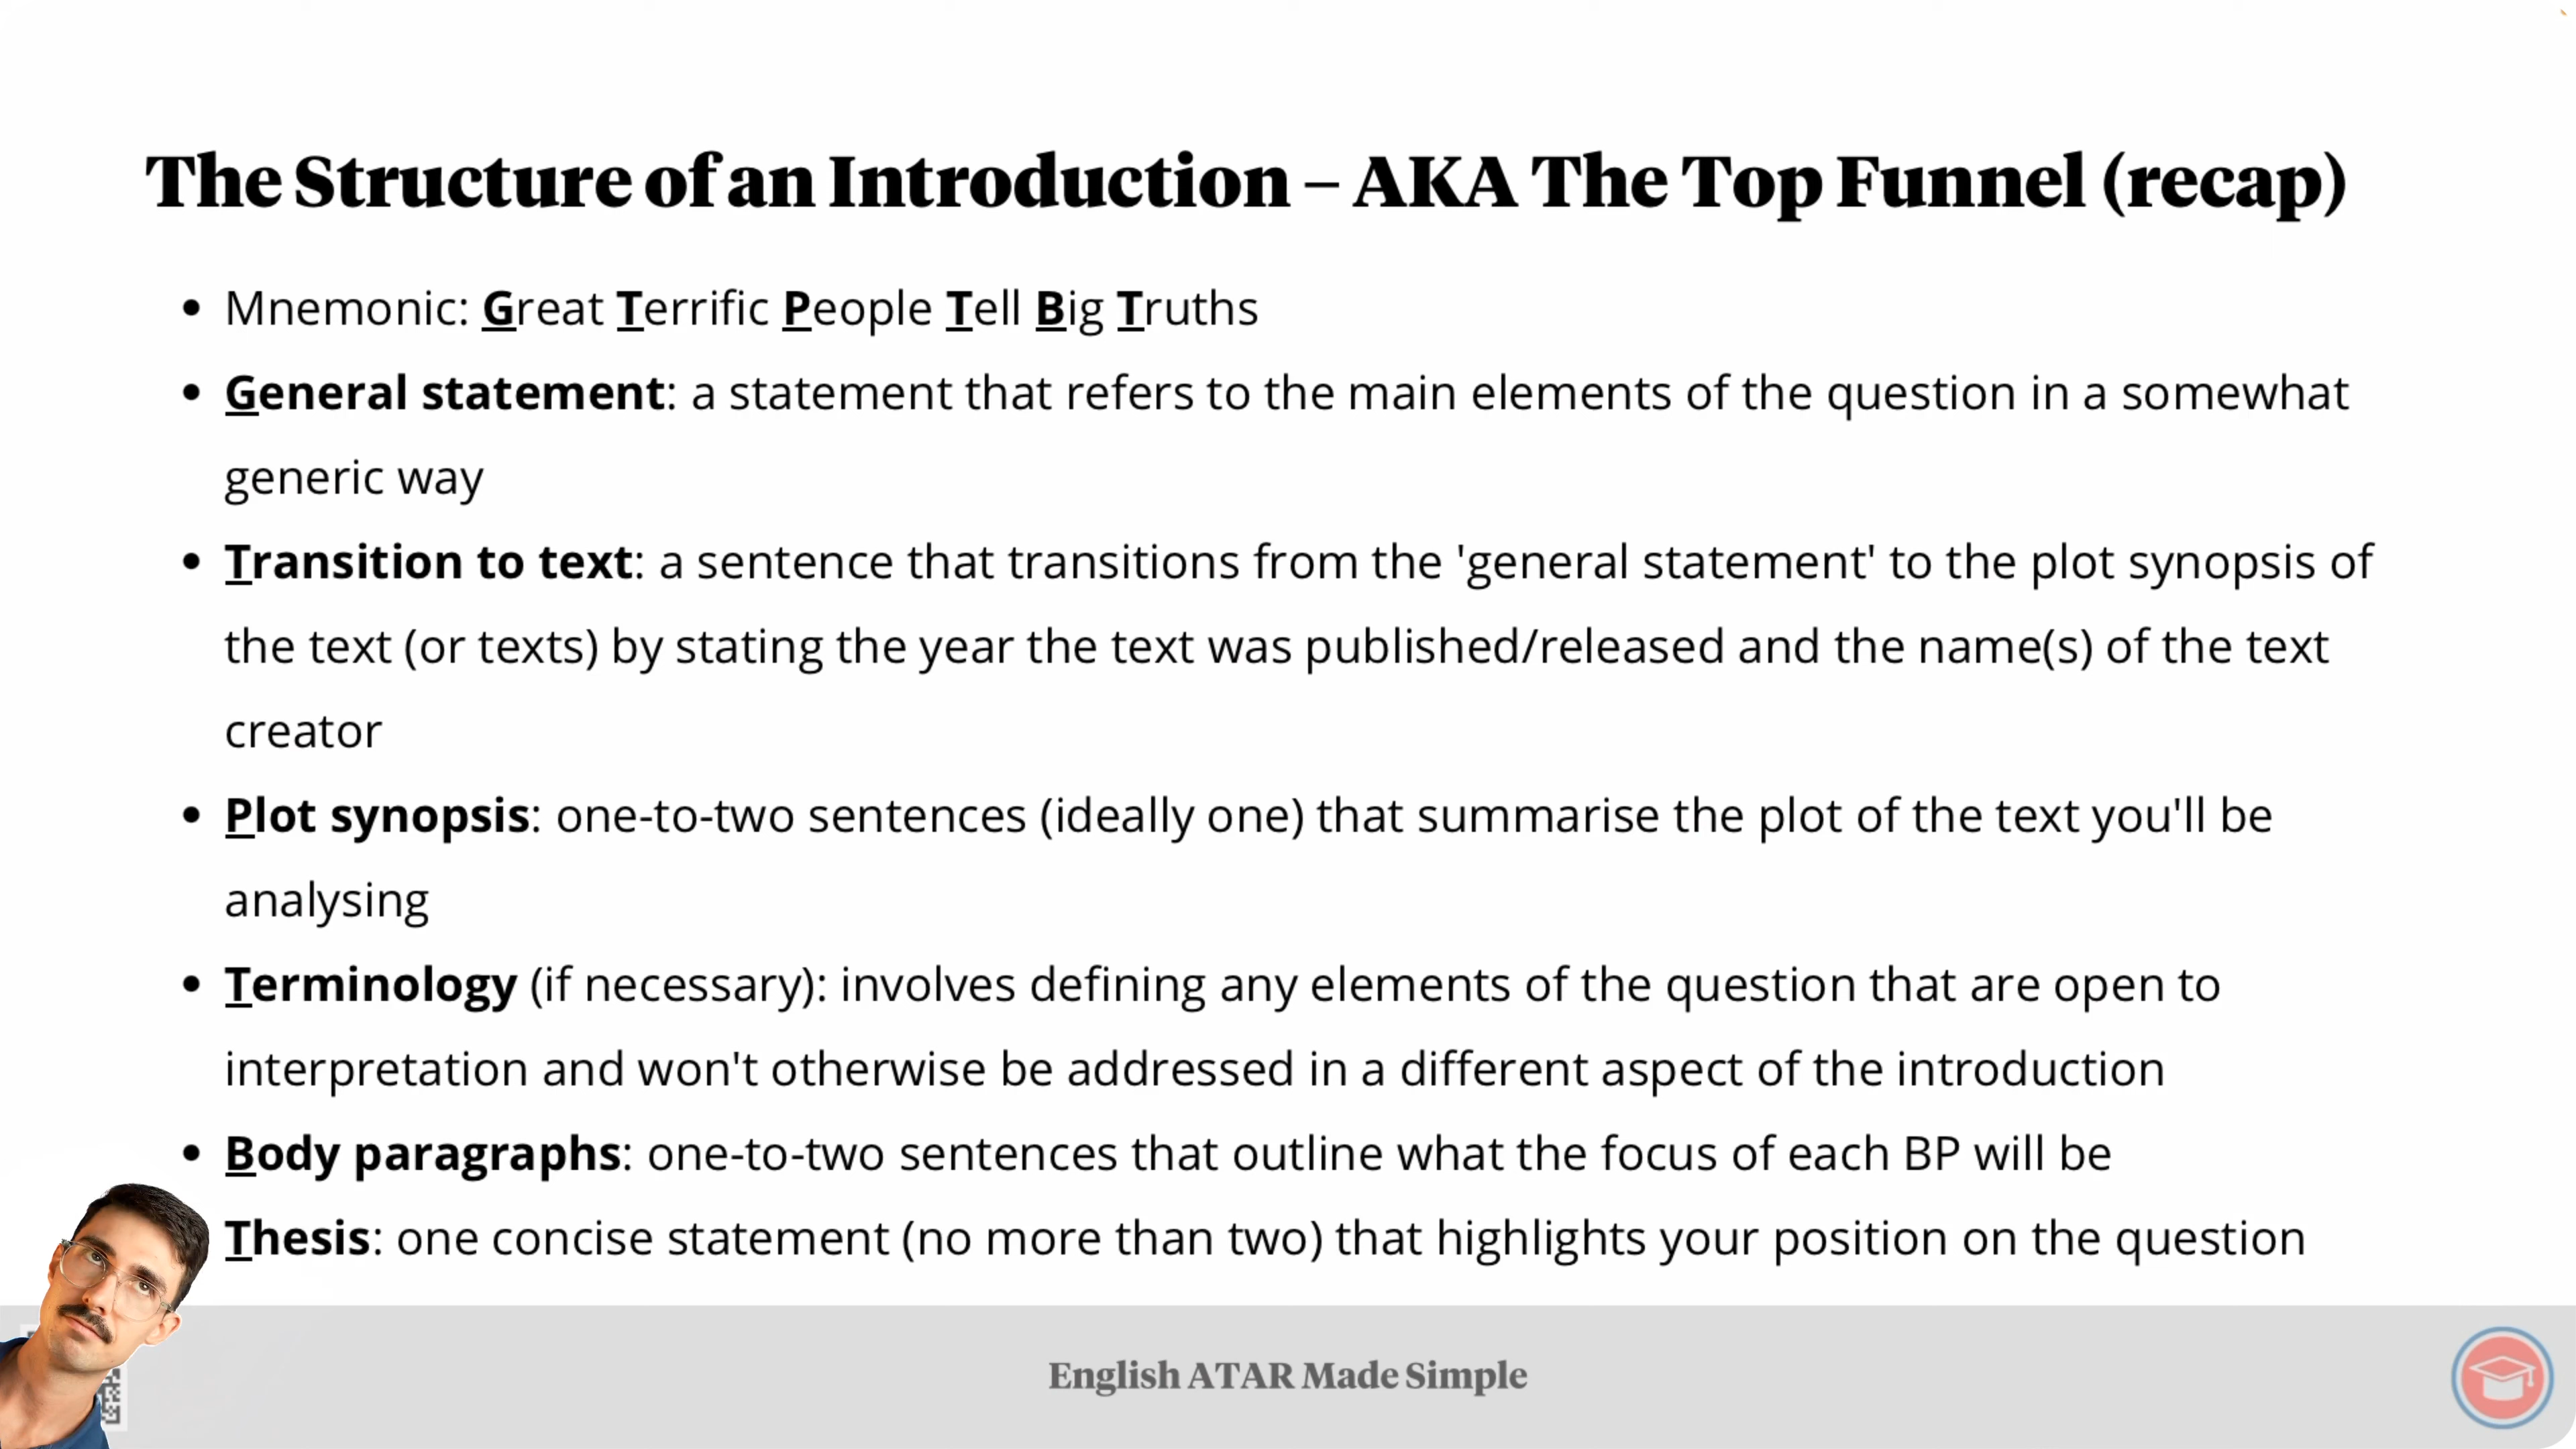 The Structure of an Introduction – AKA The Top Funnel (recap)
• Mnemonic: Great Terrific People Tell Big Truths
• General statement: a statement that refers to the main elements of the question in a somewhat
generic way
• Transition to text: a sentence that transitions from the 'general statement' to the plot synopsis of
the text (or texts) by stating the year the text was published/released and the name(s) of the text
creator
• Plot synopsis: one-to-two sentences (ideally one) that summarise the plot of the text you'll be
analysing
• Terminology (if necessary): involves defining any elements of the question that are open to
interpretation and won't otherwise be addressed in a different aspect of the introduction
• Body paragraphs: one-to-two sentences that outline what the focus of each BP will be
Thesis: one concise statement (no more than two) that highlights your position on the question
English ATAR Made Simple